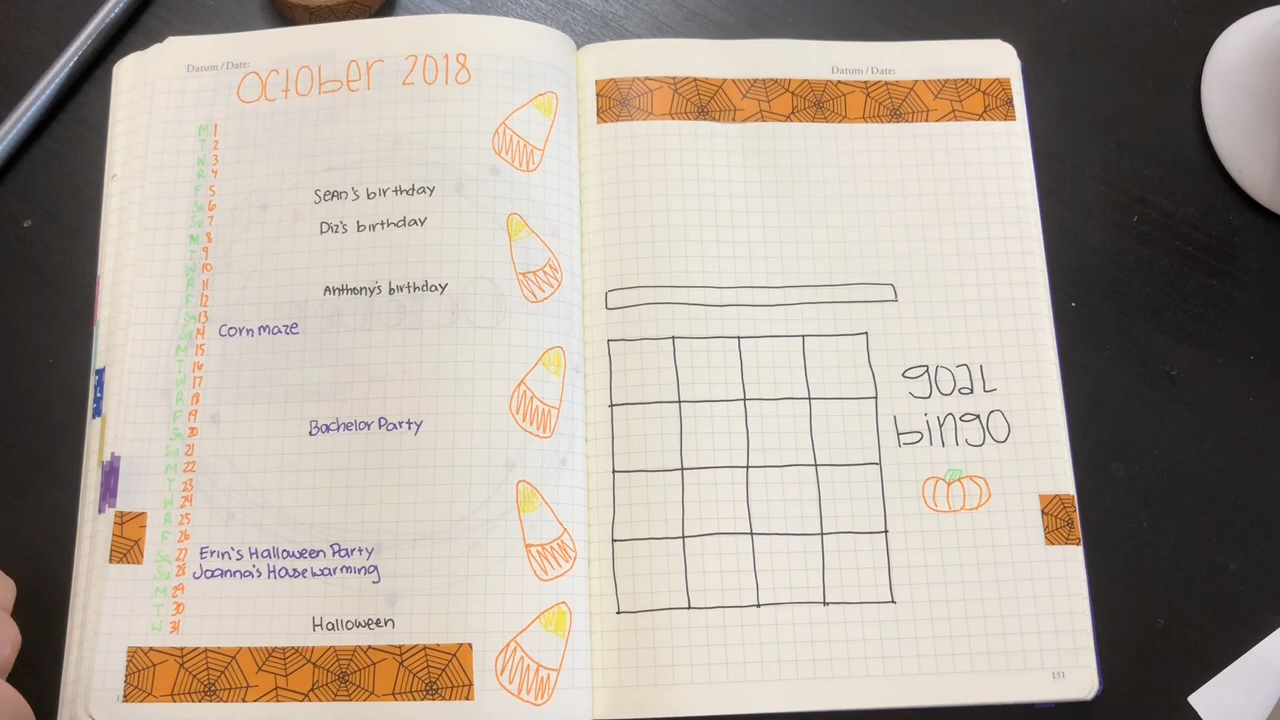 Datum / Date:
October 2018
M 1
T 2
W 3
R 4
F 5 Sean's birthday
Sa 6
Su 7 Diz's birthday
M 8
T 9
W 10
R 11 Anthony's birthday
F 12
Sa 13
Su 14 Corn maze
M 15
T 16
W 17
R 18
F 19
Sa 20 Bachelor Party
Su 21
M 22
T 23
W 24
R 25
F 26
Sa 27 Erin's Halloween Party
Su 28 Joanna's Housewarming
M 29
T 30
W 31 Halloween
Datum / Date:
goal
bingo
151